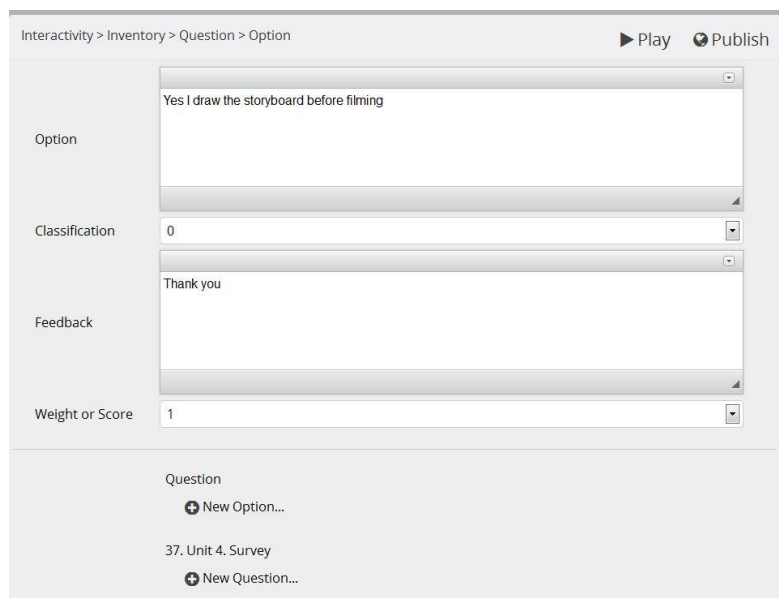 Interactivity > Inventory > Question > Option
Play
Publish
Option
Yes I draw the storyboard before filming
Classification
0
Feedback
Thank you
Weight or Score
1
Question
New Option...
37. Unit 4. Survey
New Question...